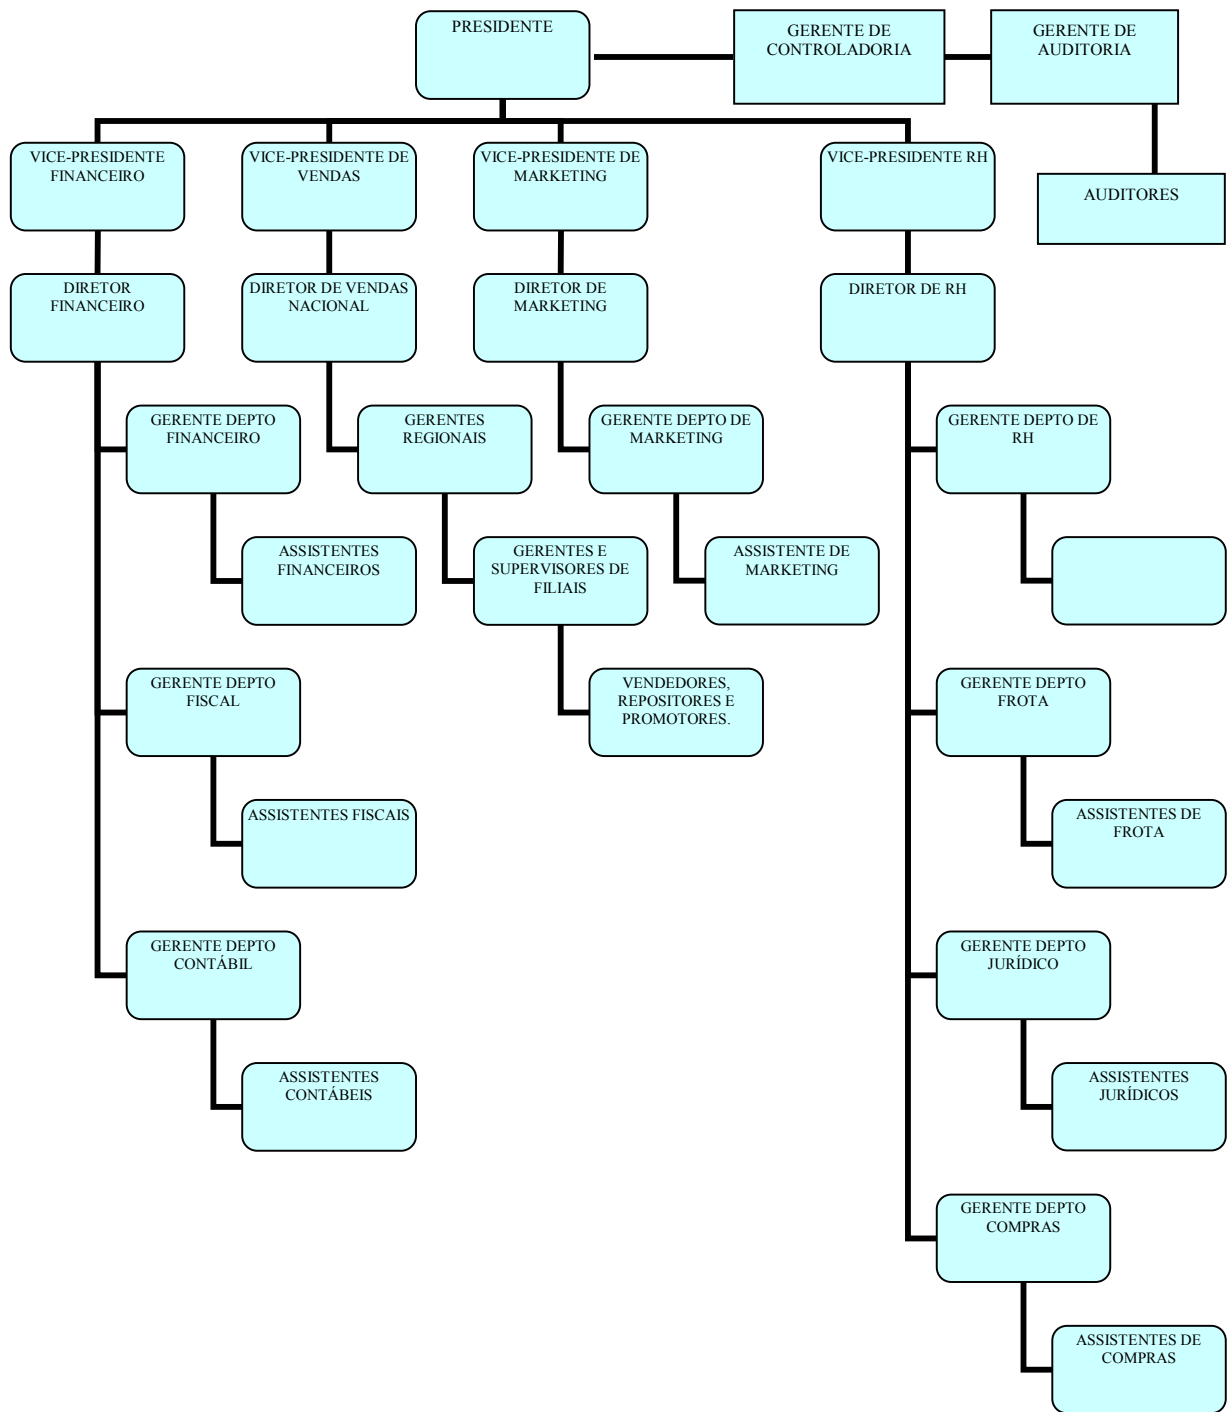 PRESIDENTE
GERENTE DE
CONTROLADORIA
GERENTE DE
AUDITORIA
VICE-PRESIDENTE
FINANCEIRO
VICE-PRESIDENTE DE
VENDAS
VICE-PRESIDENTE DE
MARKETING
VICE-PRESIDENTE RH
AUDITORES
DIRETOR
FINANCEIRO
DIRETOR DE VENDAS
NACIONAL
DIRETOR DE
MARKETING
DIRETOR DE RH
GERENTE DEPTO
FINANCEIRO
GERENTES
REGIONAIS
GERENTE DEPTO DE
MARKETING
GERENTE DEPTO DE
RH
ASSISTENTES
FINANCEIROS
GERENTES E
SUPERVISORES DE
FILIAIS
ASSISTENTE DE
MARKETING
GERENTE DEPTO
FISCAL
VENDEDORES,
REPOSITORES E
PROMOTORES.
GERENTE DEPTO
FROTA
ASSISTENTES FISCAIS
ASSISTENTES DE
FROTA
GERENTE DEPTO
CONTÁBIL
GERENTE DEPTO
JURÍDICO
ASSISTENTES
CONTÁBEIS
ASSISTENTES
JURÍDICOS
GERENTE DEPTO
COMPRAS
ASSISTENTES DE
COMPRAS